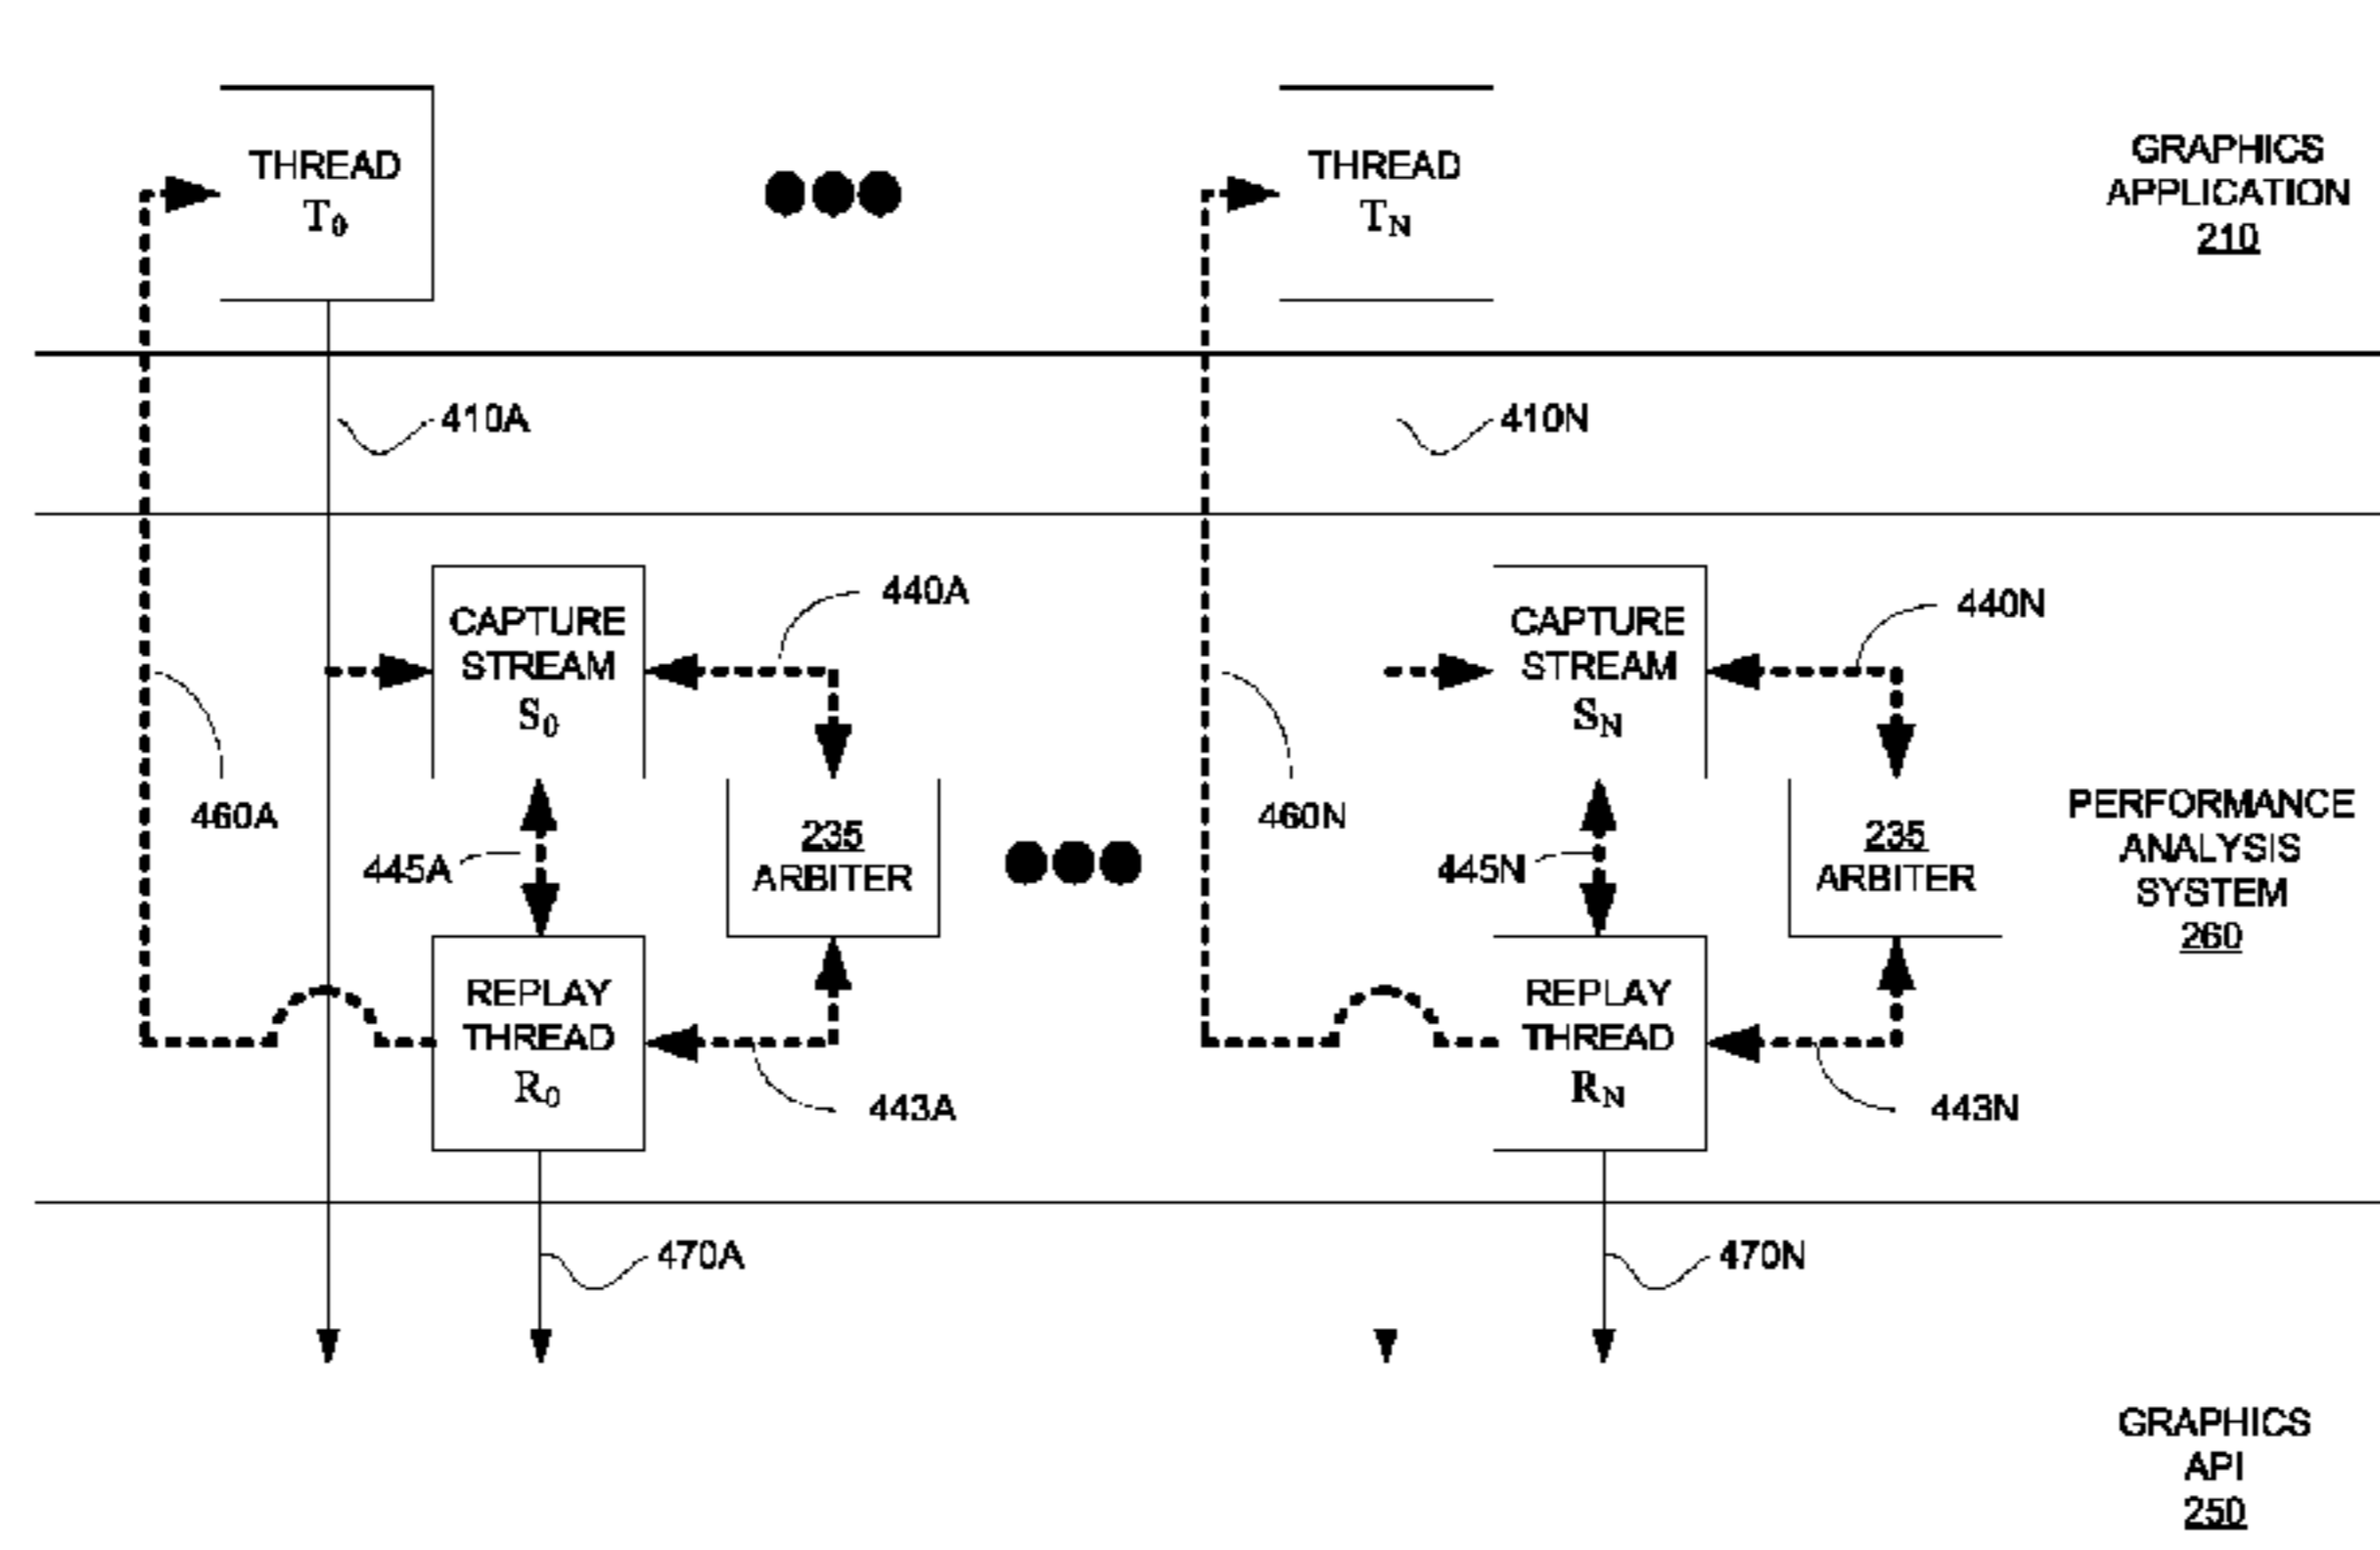 THREAD
T0
THREAD
TN
GRAPHICS
APPLICATION
210
410A
410N
CAPTURE
STREAM
S0
440A
CAPTURE
STREAM
SN
440N
460A
445A
235
ARBITER
460N
445N
235
ARBITER
PERFORMANCE
ANALYSIS
SYSTEM
260
REPLAY
THREAD
R0
443A
REPLAY
THREAD
RN
443N
470A
470N
GRAPHICS
API
250